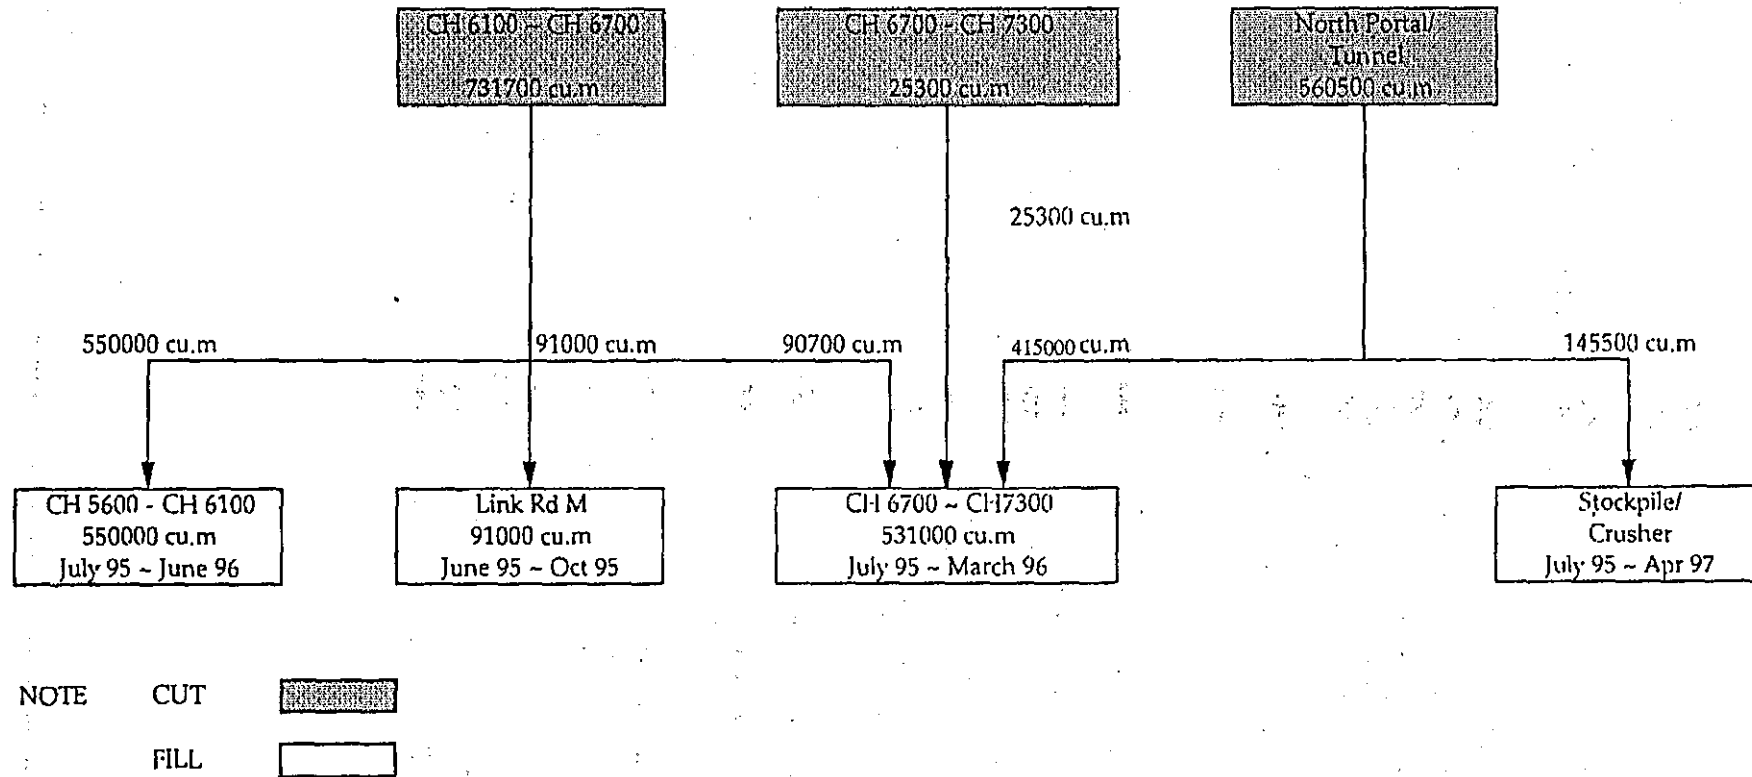 CH 6100 ~ CH 6700
731700 cu.m
CH 6700 - CH 7300
25300 cu.m
North Portal/
Tunnel
560500 cu.m
25300 cu.m
550000 cu.m
91000 cu.m
90700 cu.m
415000 cu.m
145500 cu.m
CH 5600 - CH 6100
550000 cu.m
July 95 ~ June 96
Link Rd M
91000 cu.m
June 95 ~ Oct 95
CH 6700 ~ CH7300
531000 cu.m
July 95 ~ March 96
Stockpile/
Crusher
July 95 ~ Apr 97
NOTE CUT
FILL